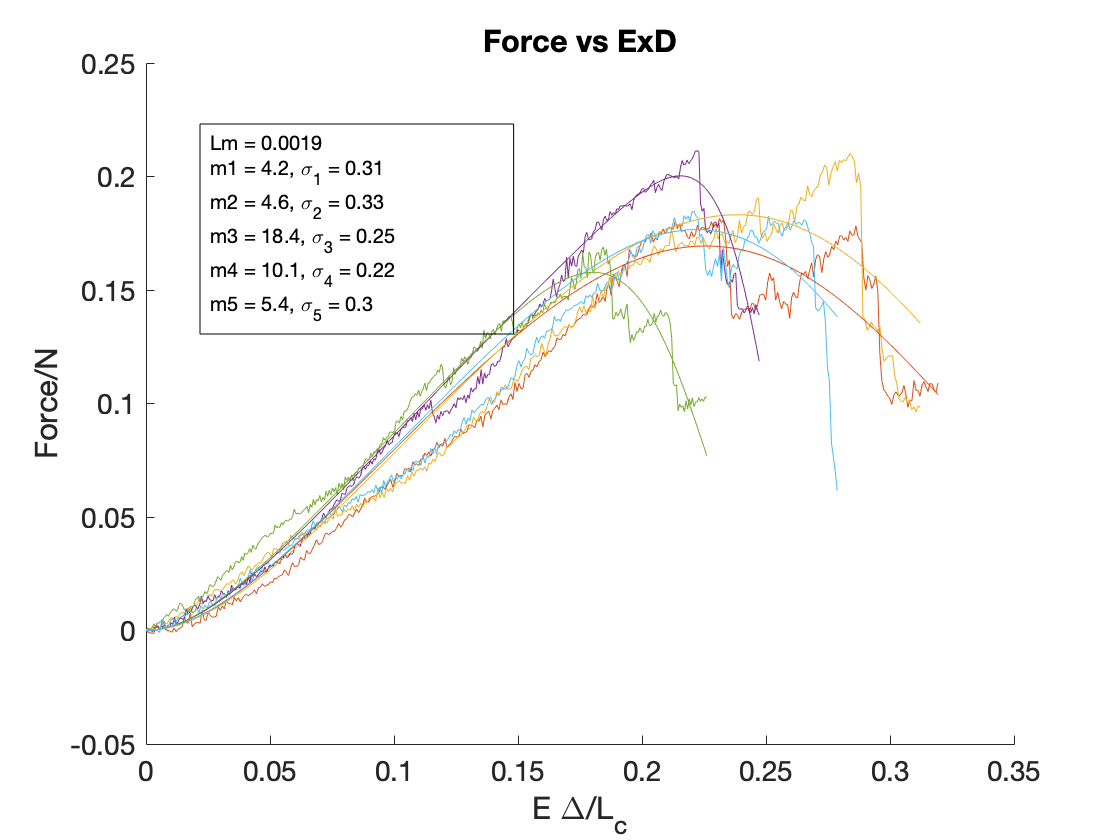 Force vs ExD
0.25
0.2
0.15
0.1
0.05
0
-0.05
Force/N
Lm = 0.0019
m1 = 4.2, σ1 = 0.31
m2 = 4.6, σ2 = 0.33
m3 = 18.4, σ3 = 0.25
m4 = 10.1, σ4 = 0.22
m5 = 5.4, σ5 = 0.3
0 0.05 0.1 0.15 0.2 0.25 0.3 0.35
E Δ/Lc